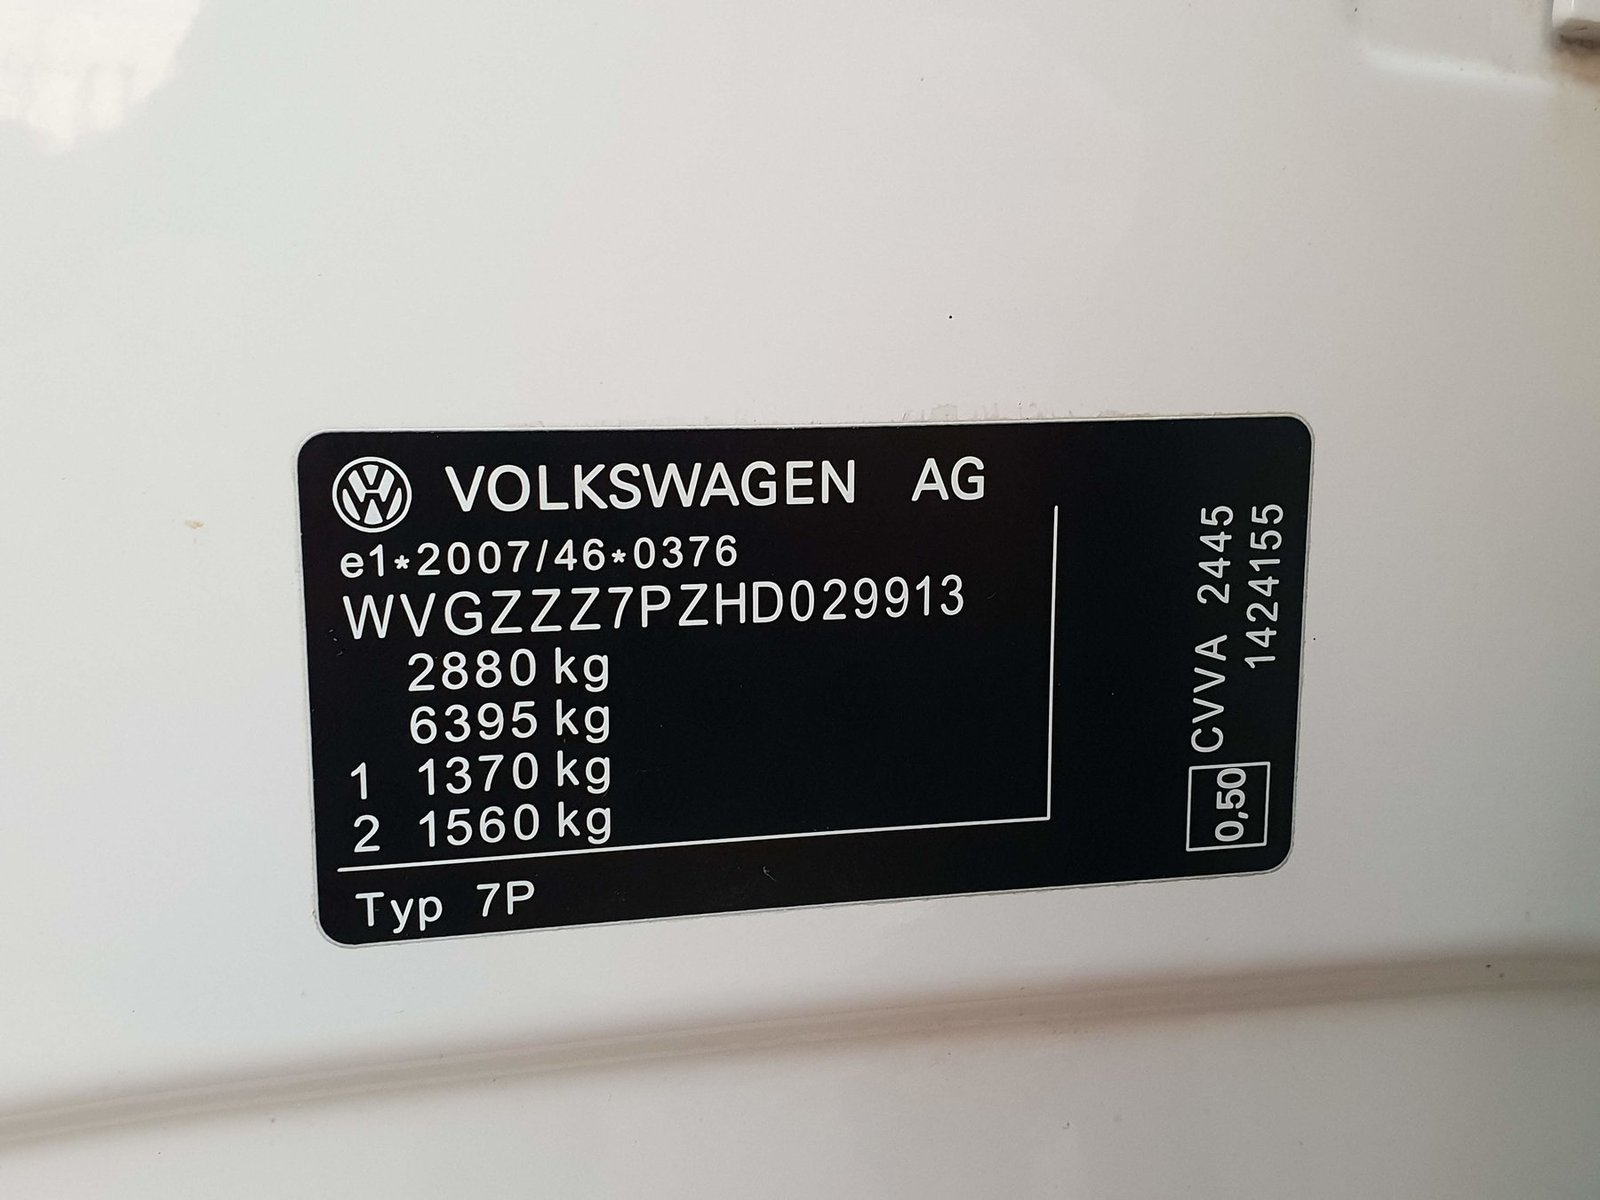 VOLKSWAGEN AG
e1*2007/46*0376
WVGZZZ7PZHD029913
2880 kg
6395 kg
1 1370 kg
2 1560 kg
Typ 7P
0,50 CVVA 2445
1424155